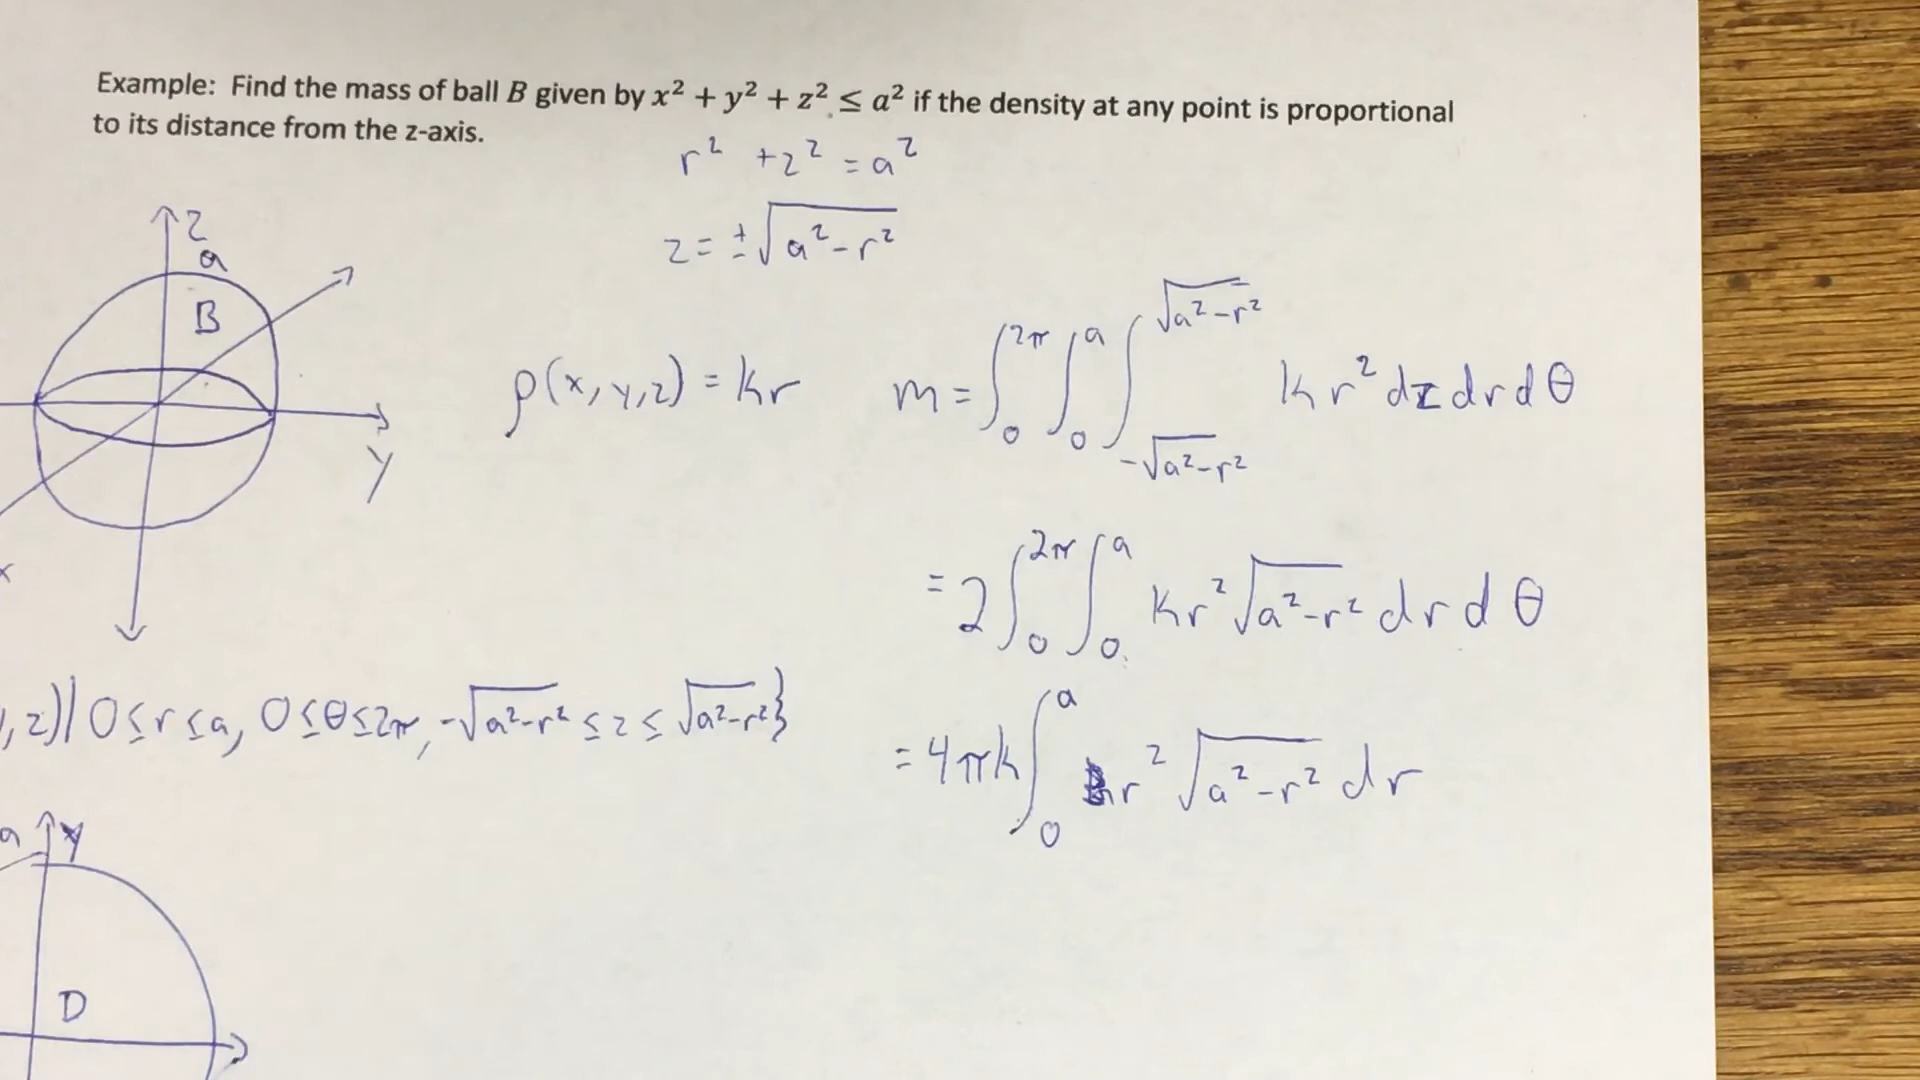 Example: Find the mass of ball B given by x² + y² + z² ≤ a² if the density at any point is proportional
to its distance from the z-axis.
r² + z² = a²
z = ±√(a² - r²)
z
a
B
y
x
ρ(x, y, z) = kr
m = ∫₀^2π ∫₀^a ∫_-√(a²-r²)^√(a²-r²) kr² dz dr dθ
= 2 ∫₀^2π ∫₀^a kr² √(a²-r²) dr dθ
, z) | 0 ≤ r ≤ a, 0 ≤ θ ≤ 2π, -√(a²-r²) ≤ z ≤ √(a²-r²)}
= 4πk ∫₀^a r² √(a²-r²) dr
a
y
D